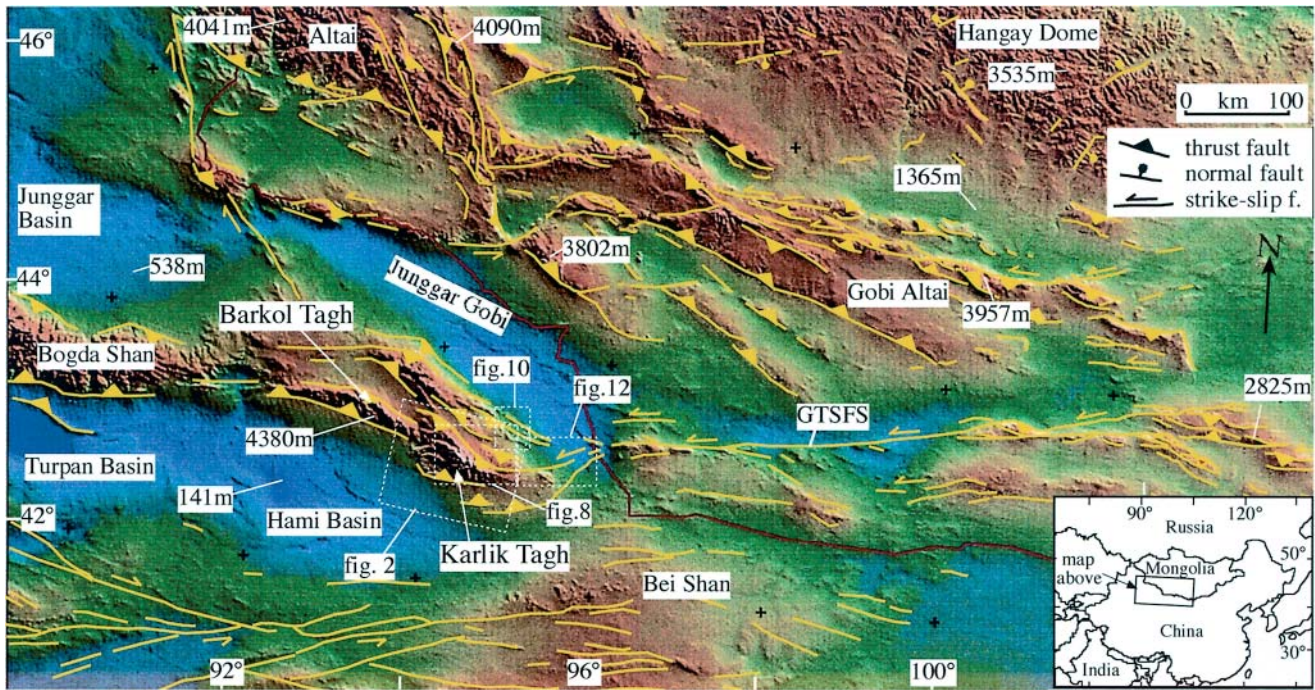 46°
4041m
Altai
4090m
Hangay Dome
3535m
0 km 100
thrust fault
normal fault
strike-slip f.
1365m
Junggar
Basin
538m
44°
3802m
N
Junggar Gobi
Gobi Altai
3957m
Barkol Tagh
Bogda Shan
fig.10
fig.12
2825m
GTSFS
4380m
Turpan Basin
141m
42°
Hami Basin
fig.8
fig. 2
Karlik Tagh
Bei Shan
92°
96°
100°
90°
120°
Russia
50°
map
above
Mongolia
China
30°
India